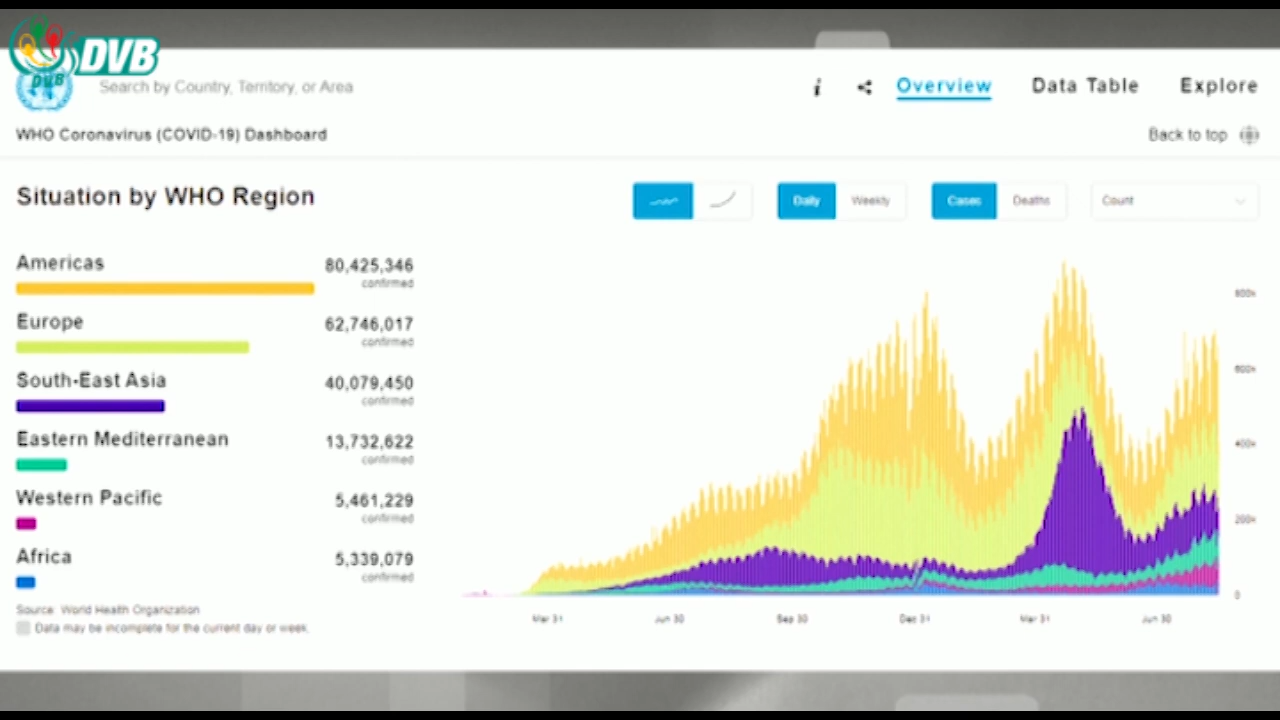 DVB
DVB
Search by Country, Territory, or Area
i
Overview
Data Table
Explore
WHO Coronavirus (COVID-19) Dashboard
Back to top
Situation by WHO Region
Daily
Weekly
Cases
Deaths
Count
Americas
80,425,346
confirmed
Europe
62,746,017
confirmed
South-East Asia
40,079,450
confirmed
Eastern Mediterranean
13,732,622
confirmed
Western Pacific
5,461,229
confirmed
Africa
5,339,079
confirmed
Source: World Health Organization
Data may be incomplete for the current day or week.
800k
600k
400k
200k
0
Mar 31
Jun 30
Sep 30
Dec 31
Mar 31
Jun 30